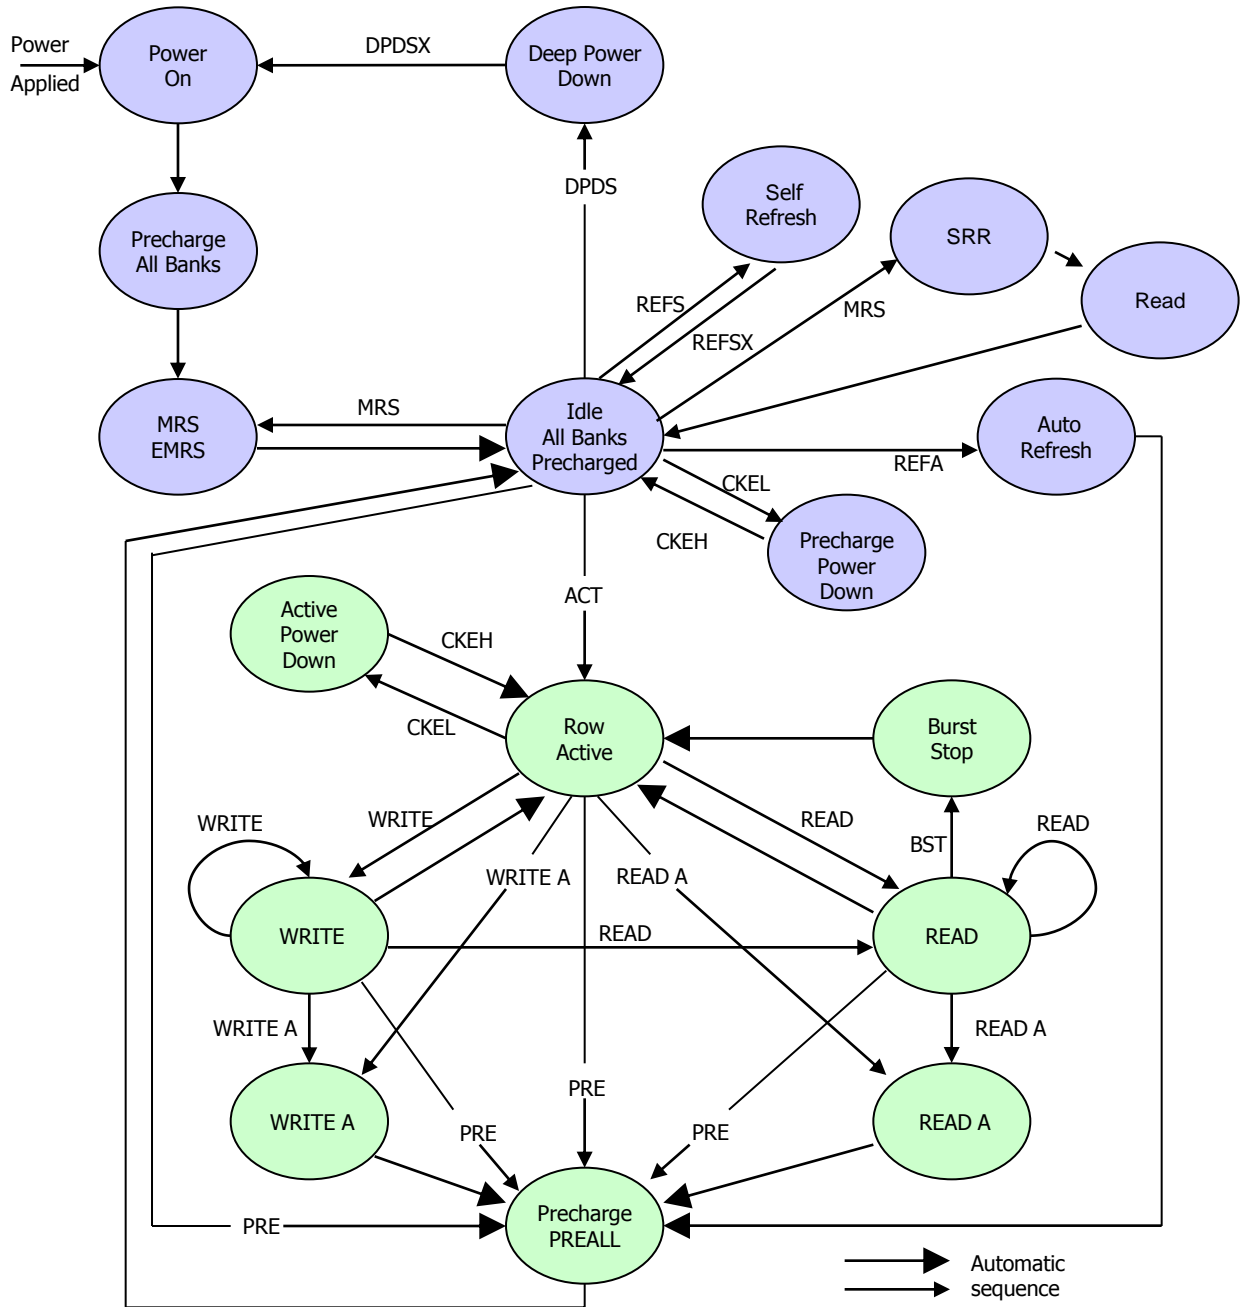 Power
Applied
Power
On
DPDSX
Deep Power
Down
DPDS
Self
Refresh
SRR
Read
Precharge
All Banks
REFS
REFSX
MRS
MRS
EMRS
MRS
Idle
All Banks
Precharged
Auto
Refresh
REFA
CKEL
CKEH
Precharge
Power
Down
ACT
Active
Power
Down
CKEH
CKEL
Row
Active
Burst
Stop
WRITE
WRITE
READ
BST
READ
WRITE A
READ A
WRITE
READ
READ
WRITE A
READ A
WRITE A
PRE
PRE
PRE
READ A
PRE
Precharge
PREALL
Automatic
sequence